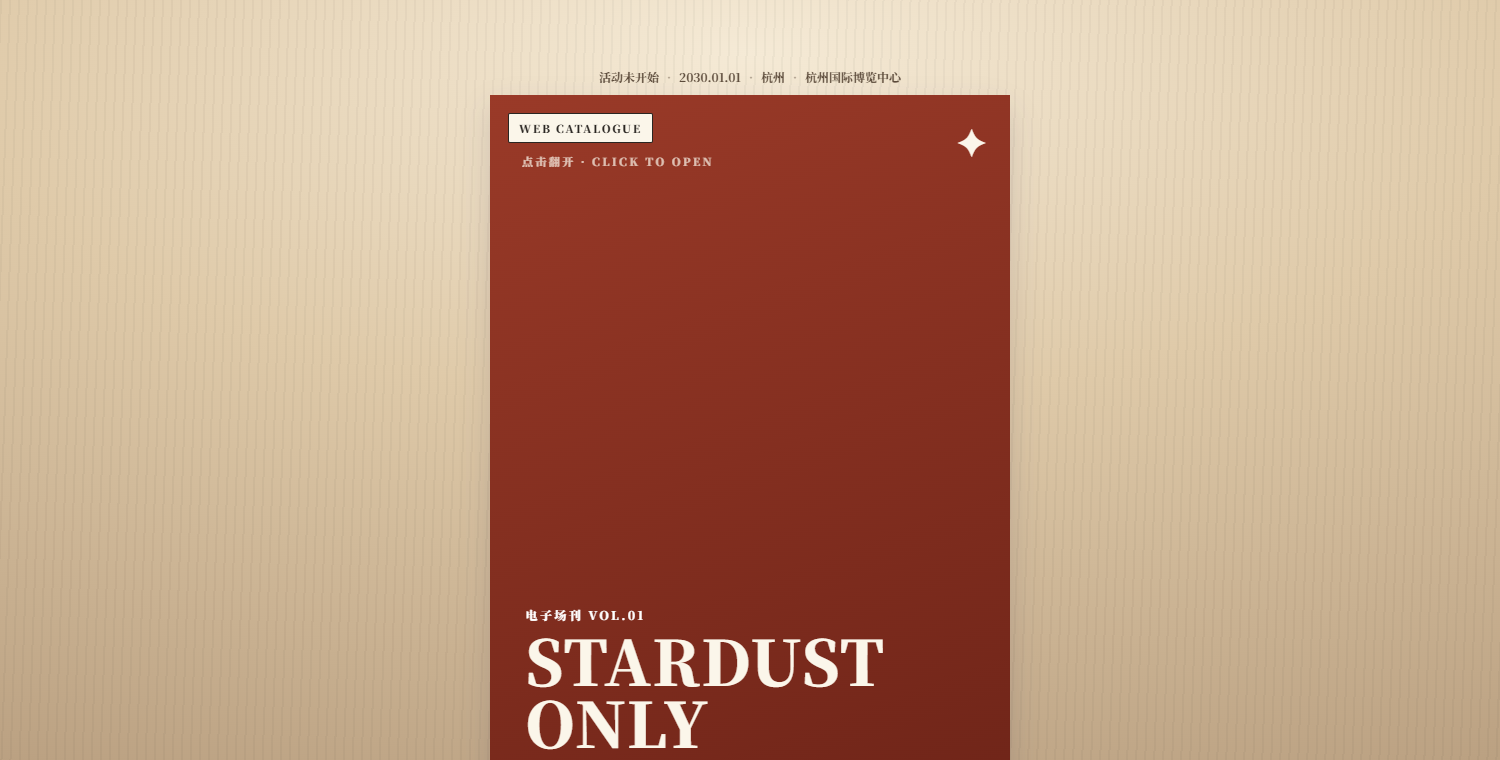 活动未开始 · 2030.01.01 · 杭州 · 杭州国际博览中心
WEB CATALOGUE
点击翻开 · CLICK TO OPEN
电子场刊 VOL.01
STARDUST
ONLY